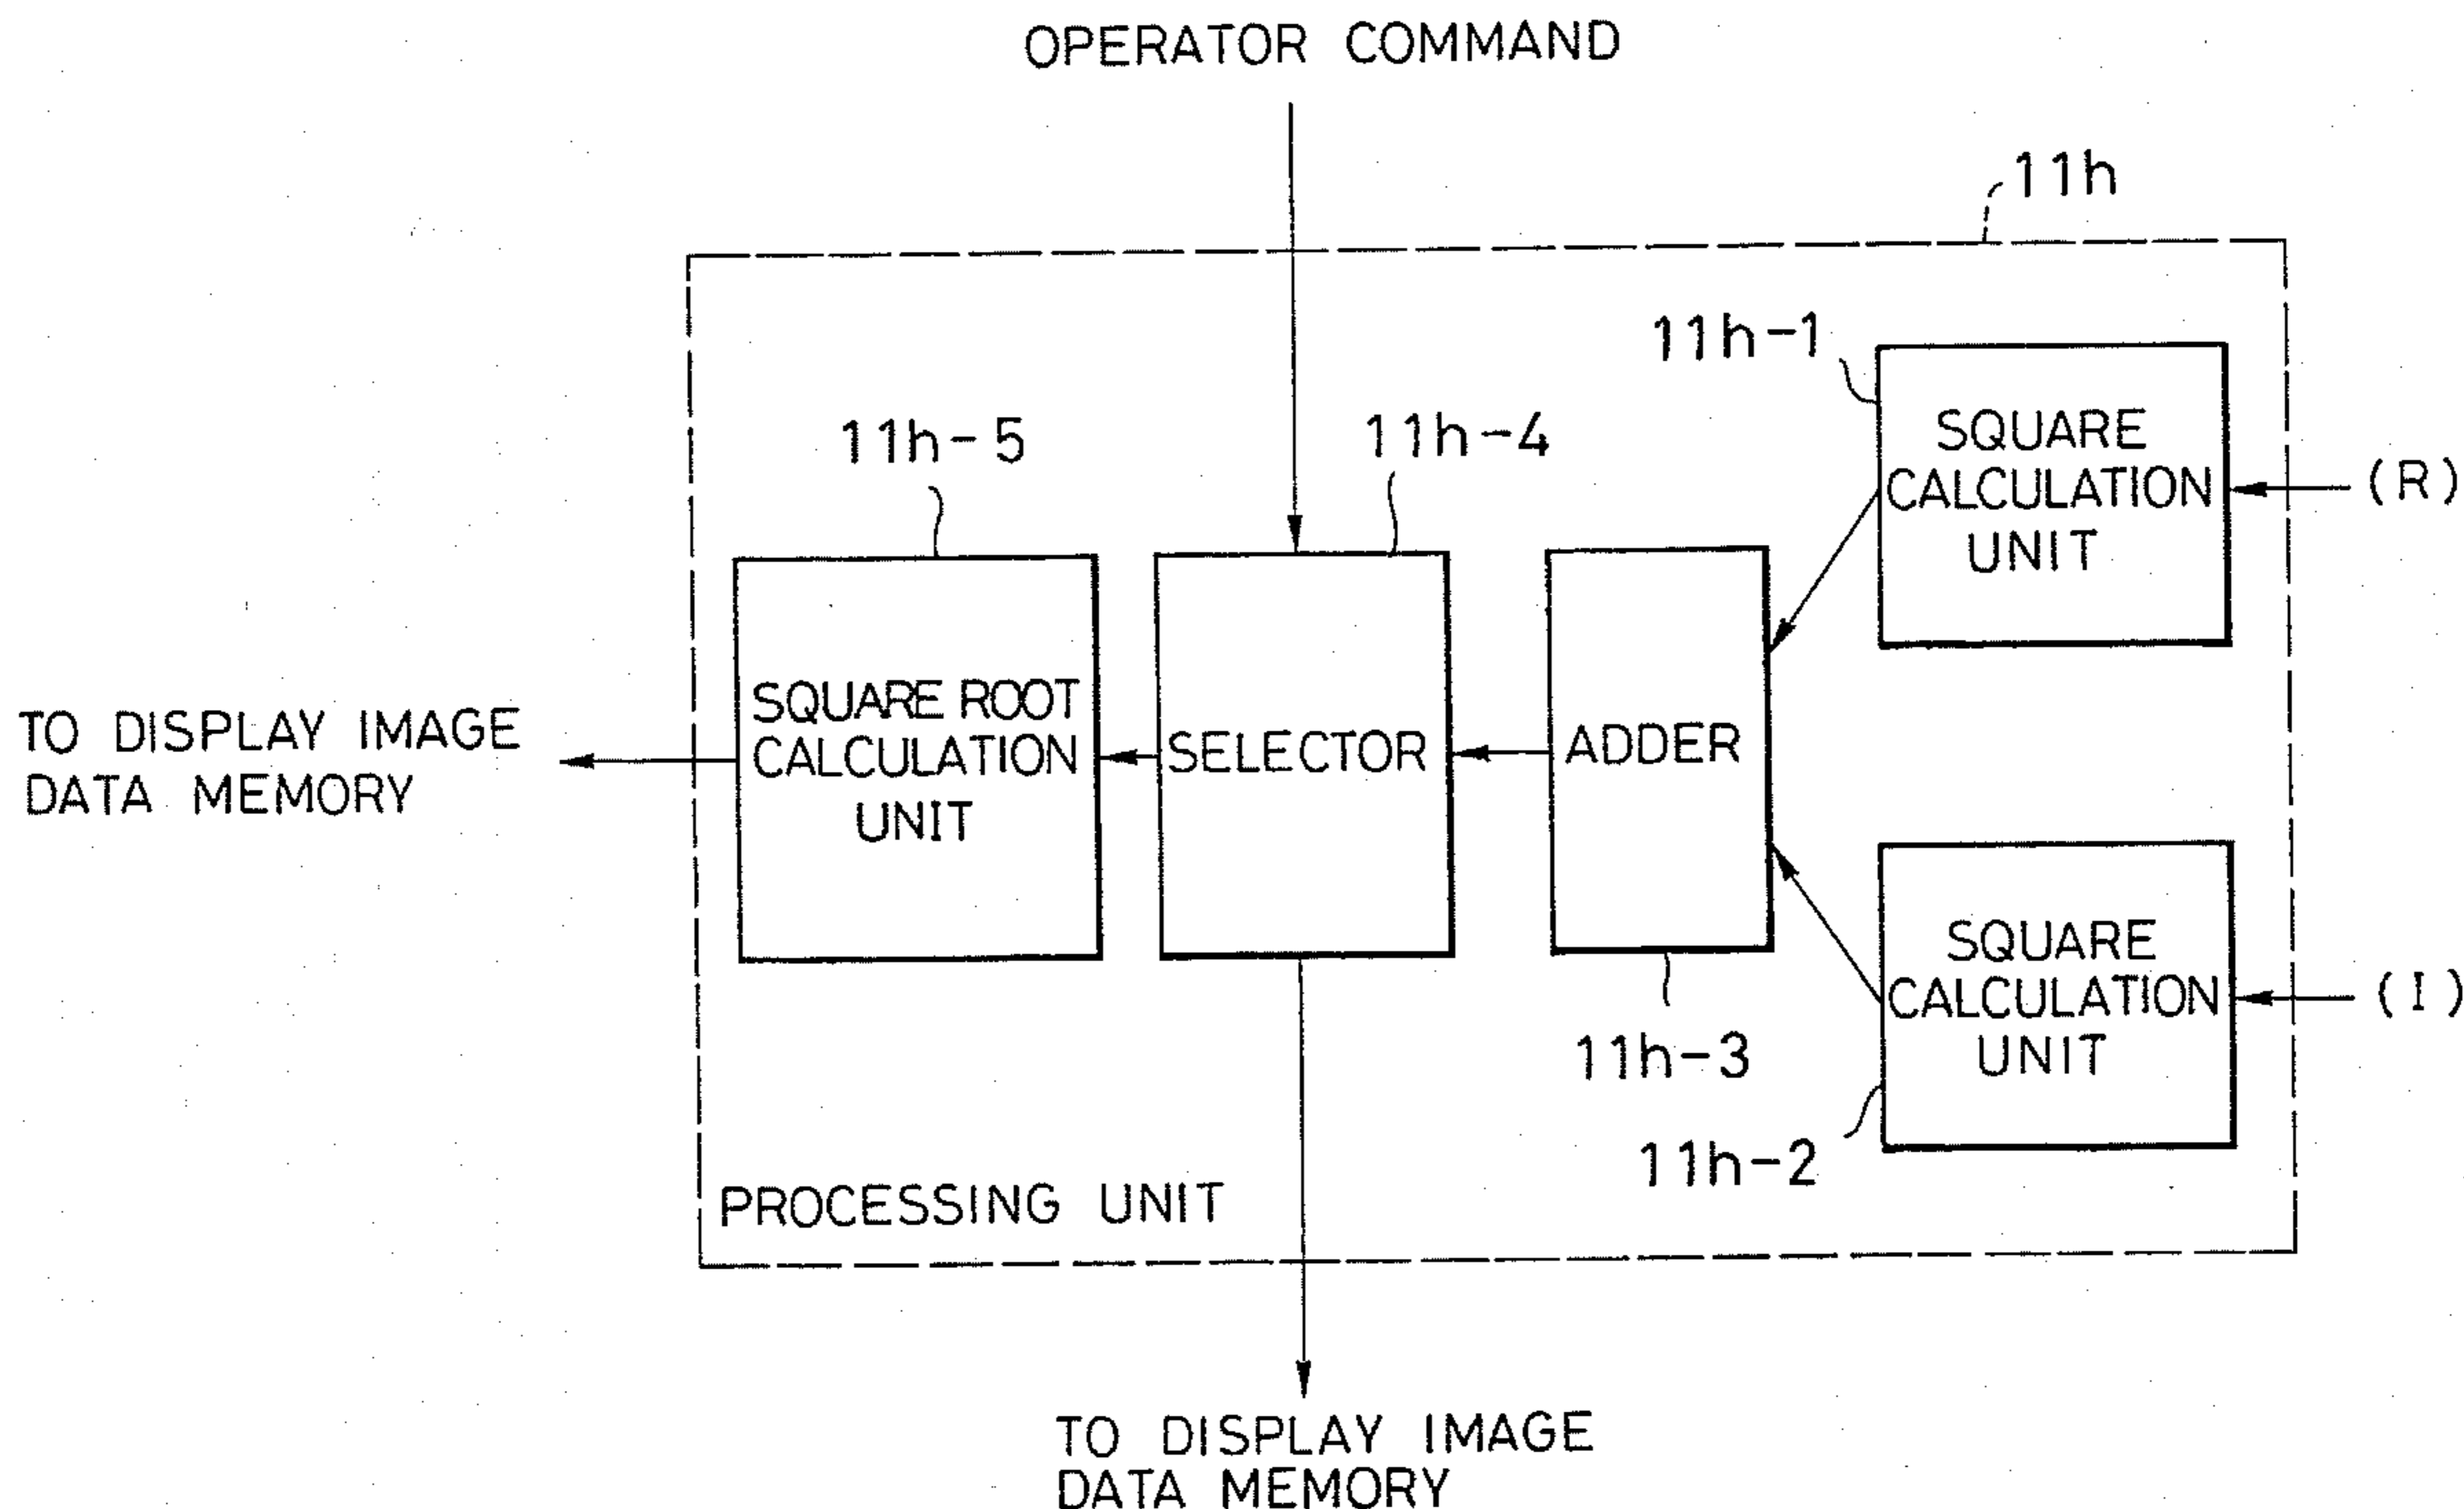 OPERATOR COMMAND
11h
11h-1
SQUARE
CALCULATION
UNIT
(R)
11h-5
11h-4
SQUARE ROOT
CALCULATION
UNIT
SELECTOR
ADDER
TO DISPLAY IMAGE
DATA MEMORY
SQUARE
CALCULATION
UNIT
(I)
11h-3
11h-2
PROCESSING UNIT
TO DISPLAY IMAGE
DATA MEMORY